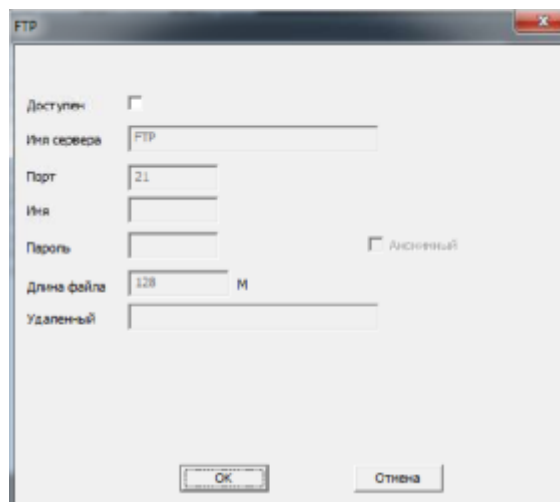 FTP
Доступен
Имя сервера FTP
Порт 21
Имя
Пароль Анонимный
Длина файла 128 M
Удаленный
OK Отмена